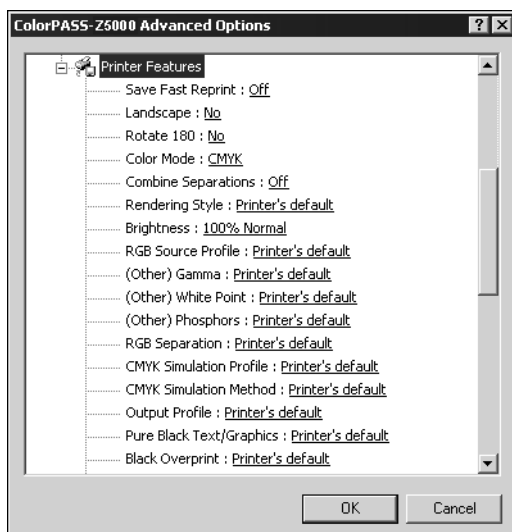 ColorPASS-Z5000 Advanced Options
Printer Features
Save Fast Reprint : Off
Landscape : No
Rotate 180 : No
Color Mode : CMYK
Combine Separations : Off
Rendering Style : Printer's default
Brightness : 100% Normal
RGB Source Profile : Printer's default
(Other) Gamma : Printer's default
(Other) White Point : Printer's default
(Other) Phosphors : Printer's default
RGB Separation : Printer's default
CMYK Simulation Profile : Printer's default
CMYK Simulation Method : Printer's default
Output Profile : Printer's default
Pure Black Text/Graphics : Printer's default
Black Overprint : Printer's default
OK Cancel